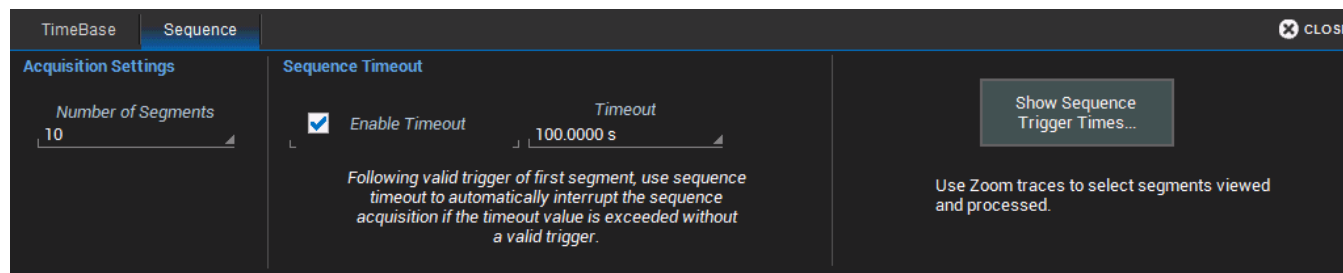 TimeBase
Sequence
CLOSE
Acquisition Settings
Number of Segments
10
Sequence Timeout
Enable Timeout
Timeout
100.0000 s
Following valid trigger of first segment, use sequence
timeout to automatically interrupt the sequence
acquisition if the timeout value is exceeded without
a valid trigger.
Show Sequence
Trigger Times...
Use Zoom traces to select segments viewed
and processed.